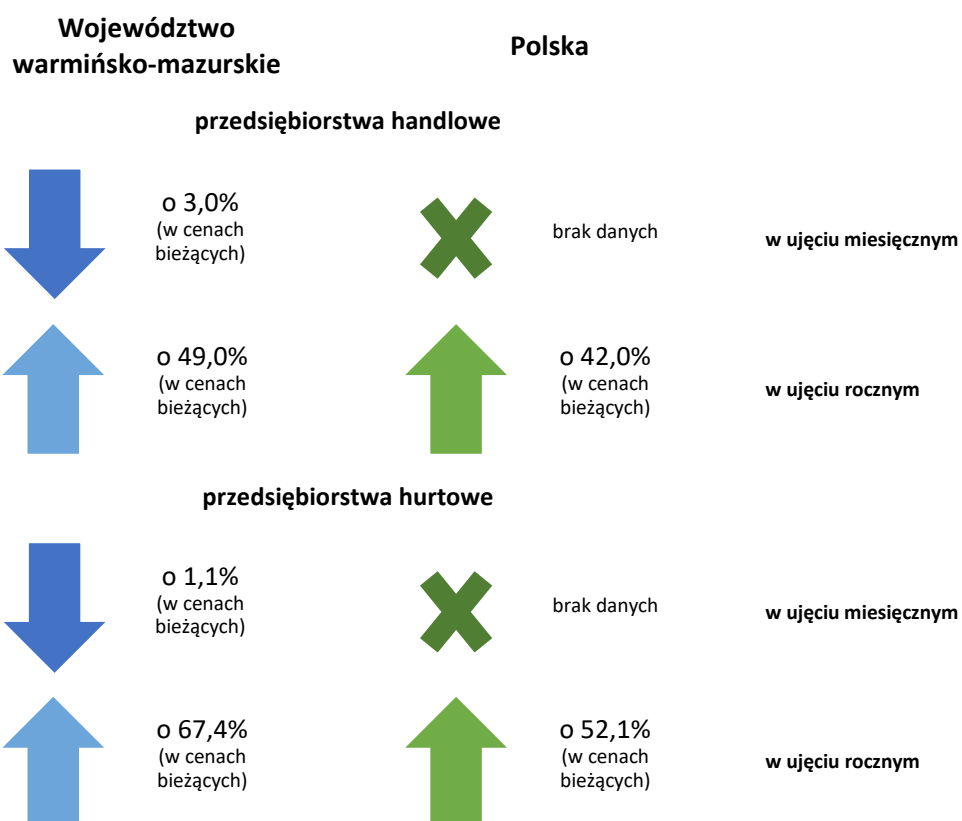 Województwo
warmińsko-mazurskie
Polska
przedsiębiorstwa handlowe
o 3,0%
(w cenach
bieżących)
brak danych
w ujęciu miesięcznym
o 49,0%
(w cenach
bieżących)
o 42,0%
(w cenach
bieżących)
w ujęciu rocznym
przedsiębiorstwa hurtowe
o 1,1%
(w cenach
bieżących)
brak danych
w ujęciu miesięcznym
o 67,4%
(w cenach
bieżących)
o 52,1%
(w cenach
bieżących)
w ujęciu rocznym